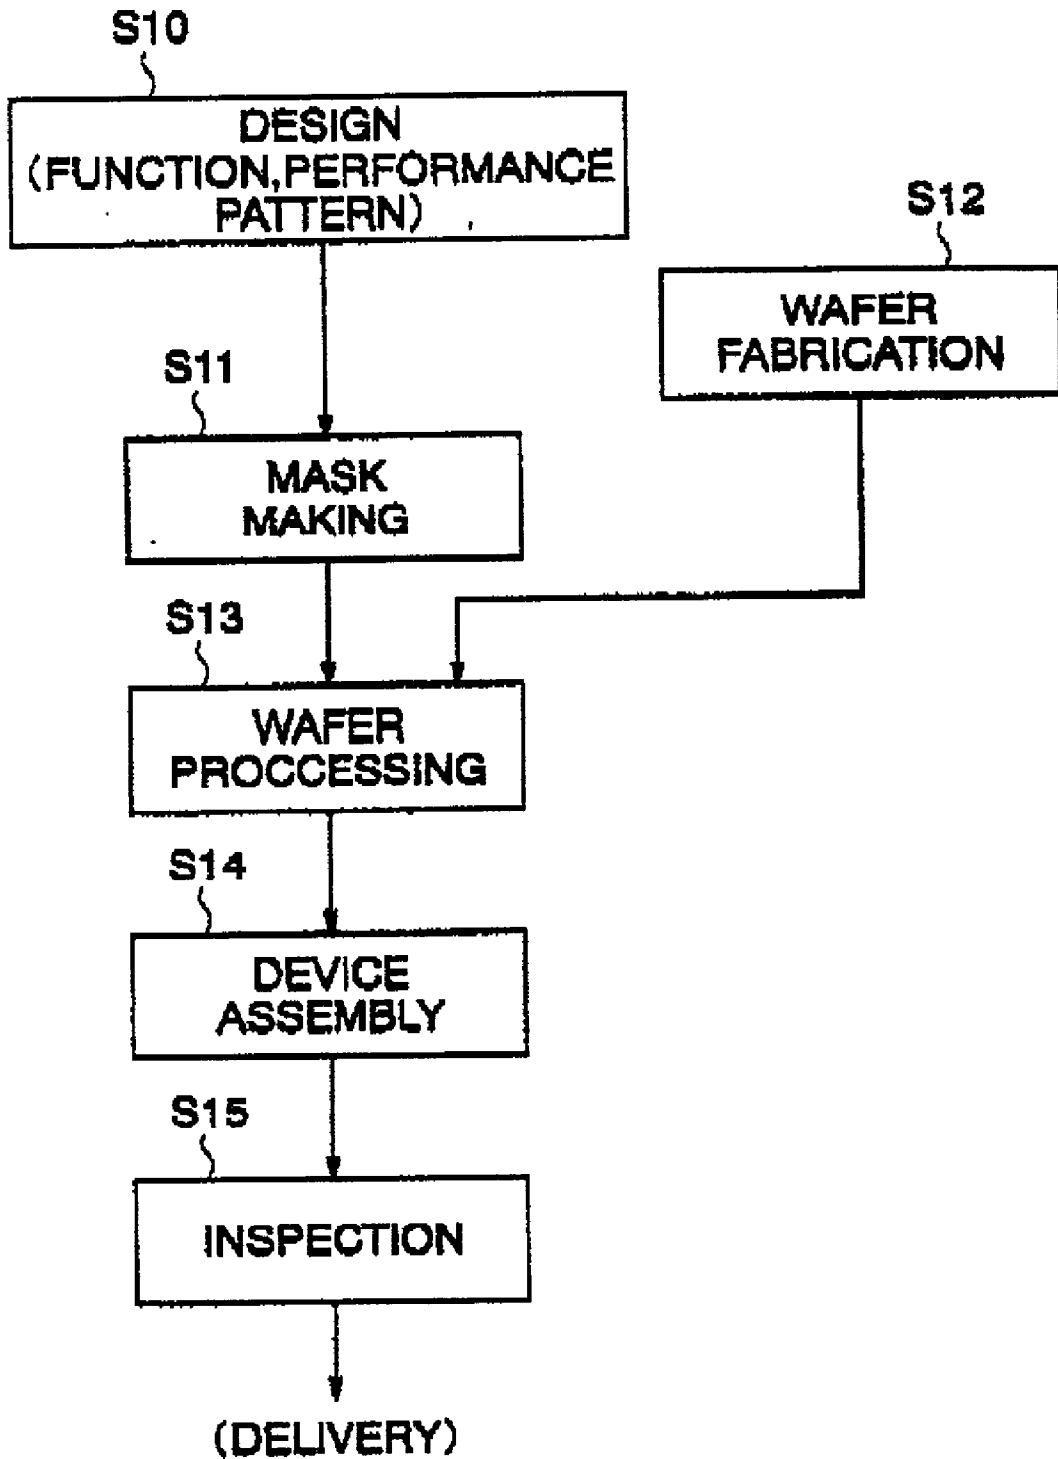 S10
DESIGN
(FUNCTION,PERFORMANCE
PATTERN)
S12
WAFER
FABRICATION
S11
MASK
MAKING
S13
WAFER
PROCCESSING
S14
DEVICE
ASSEMBLY
S15
INSPECTION
(DELIVERY)